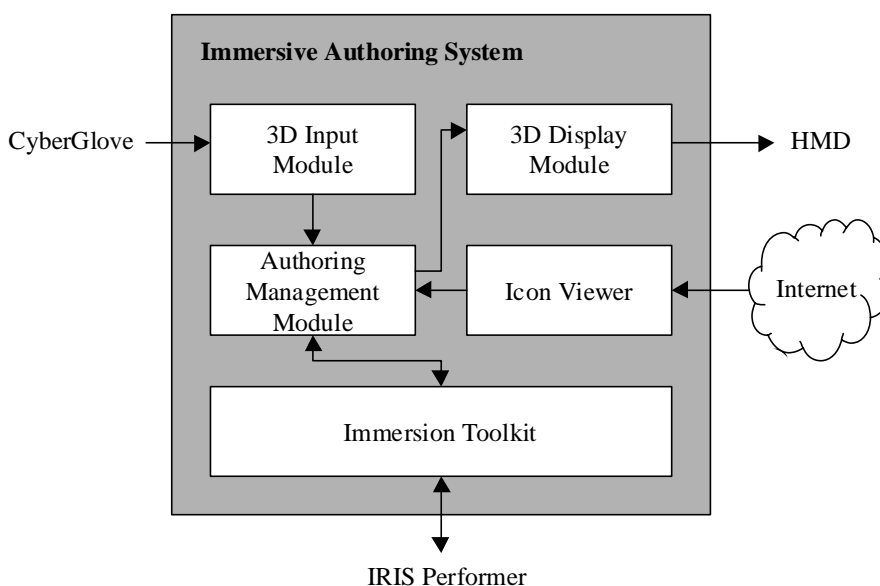 Immersive Authoring System
CyberGlove
3D Input
Module
3D Display
Module
HMD
Authoring
Management
Module
Icon Viewer
Internet
Immersion Toolkit
IRIS Performer